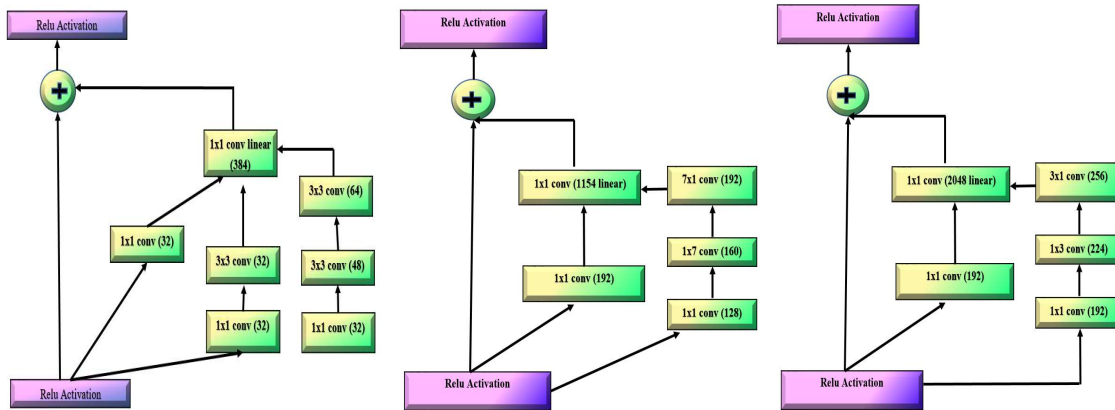 Relu Activation
+
1x1 conv linear
(384)
3x3 conv (64)
1x1 conv (32)
3x3 conv (32)
3x3 conv (48)
1x1 conv (32)
1x1 conv (32)
Relu Activation
Relu Activation
+
1x1 conv (1154 linear)
7x1 conv (192)
1x7 conv (160)
1x1 conv (192)
1x1 conv (128)
Relu Activation
Relu Activation
+
1x1 conv (2048 linear)
3x1 conv (256)
1x3 conv (224)
1x1 conv (192)
1x1 conv (192)
Relu Activation